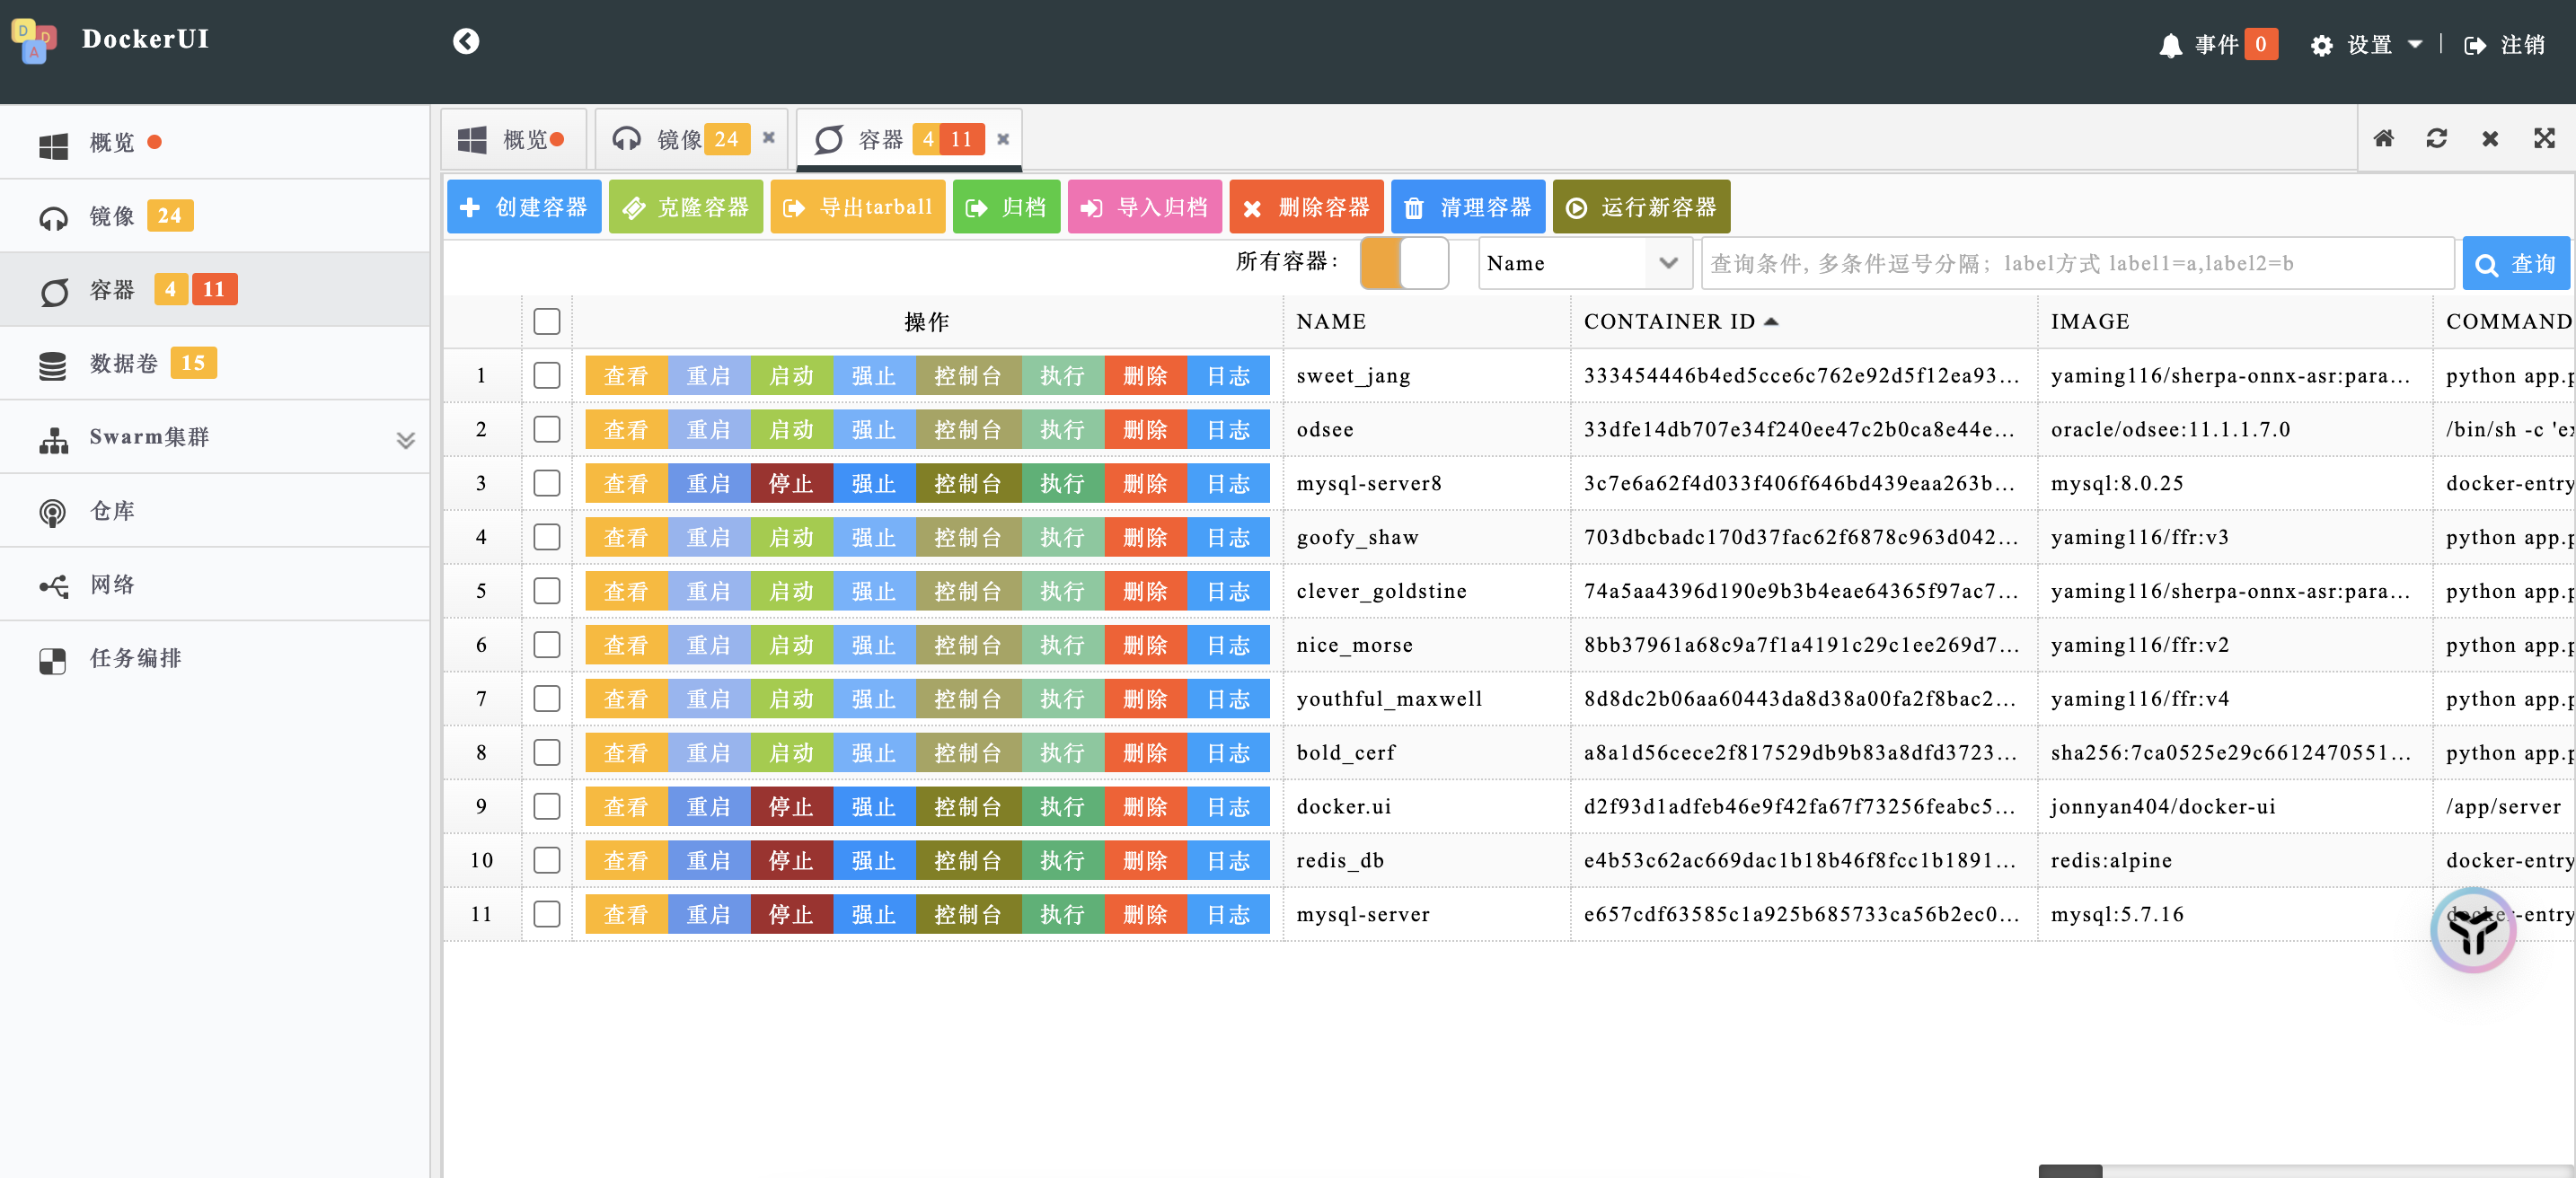 DockerUI
事件 0 设置 注销
概览
镜像 24
容器 4 11
数据卷 15
Swarm集群
仓库
网络
任务编排
概览 镜像 24 容器 4 11
创建容器 克隆容器 导出tarball 归档 导入归档 删除容器 清理容器 运行新容器
所有容器： Name 查询条件, 多条件逗号分隔；label方式 label1=a,label2=b 查询
操作 NAME CONTAINER ID IMAGE COMMAND
1 查看 重启 启动 强止 控制台 执行 删除 日志 sweet_jang 333454446b4ed5cce6c762e92d5f12ea93... yaming116/sherpa-onnx-asr:para... python app.p
2 查看 重启 启动 强止 控制台 执行 删除 日志 odsee 33dfe14db707e34f240ee47c2b0ca8e44e... oracle/odsee:11.1.1.7.0 /bin/sh -c 'ex
3 查看 重启 停止 强止 控制台 执行 删除 日志 mysql-server8 3c7e6a62f4d033f406f646bd439eaa263b... mysql:8.0.25 docker-entry
4 查看 重启 启动 强止 控制台 执行 删除 日志 goofy_shaw 703dbcbadc170d37fac62f6878c963d042... yaming116/ffr:v3 python app.p
5 查看 重启 启动 强止 控制台 执行 删除 日志 clever_goldstine 74a5aa4396d190e9b3b4eae64365f97ac7... yaming116/sherpa-onnx-asr:para... python app.p
6 查看 重启 启动 强止 控制台 执行 删除 日志 nice_morse 8bb37961a68c9a7f1a4191c29c1ee269d7... yaming116/ffr:v2 python app.p
7 查看 重启 启动 强止 控制台 执行 删除 日志 youthful_maxwell 8d8dc2b06aa60443da8d38a00fa2f8bac2... yaming116/ffr:v4 python app.p
8 查看 重启 启动 强止 控制台 执行 删除 日志 bold_cerf a8a1d56cece2f817529db9b83a8dfd3723... sha256:7ca0525e29c6612470551... python app.p
9 查看 重启 停止 强止 控制台 执行 删除 日志 docker.ui d2f93d1adfeb46e9f42fa67f73256feabc5... jonnyan404/docker-ui /app/server
10 查看 重启 停止 强止 控制台 执行 删除 日志 redis_db e4b53c62ac669dac1b18b46f8fcc1b1891... redis:alpine docker-entry
11 查看 重启 停止 强止 控制台 执行 删除 日志 mysql-server e657cdf63585c1a925b685733ca56b2ec0... mysql:5.7.16 docker-entry